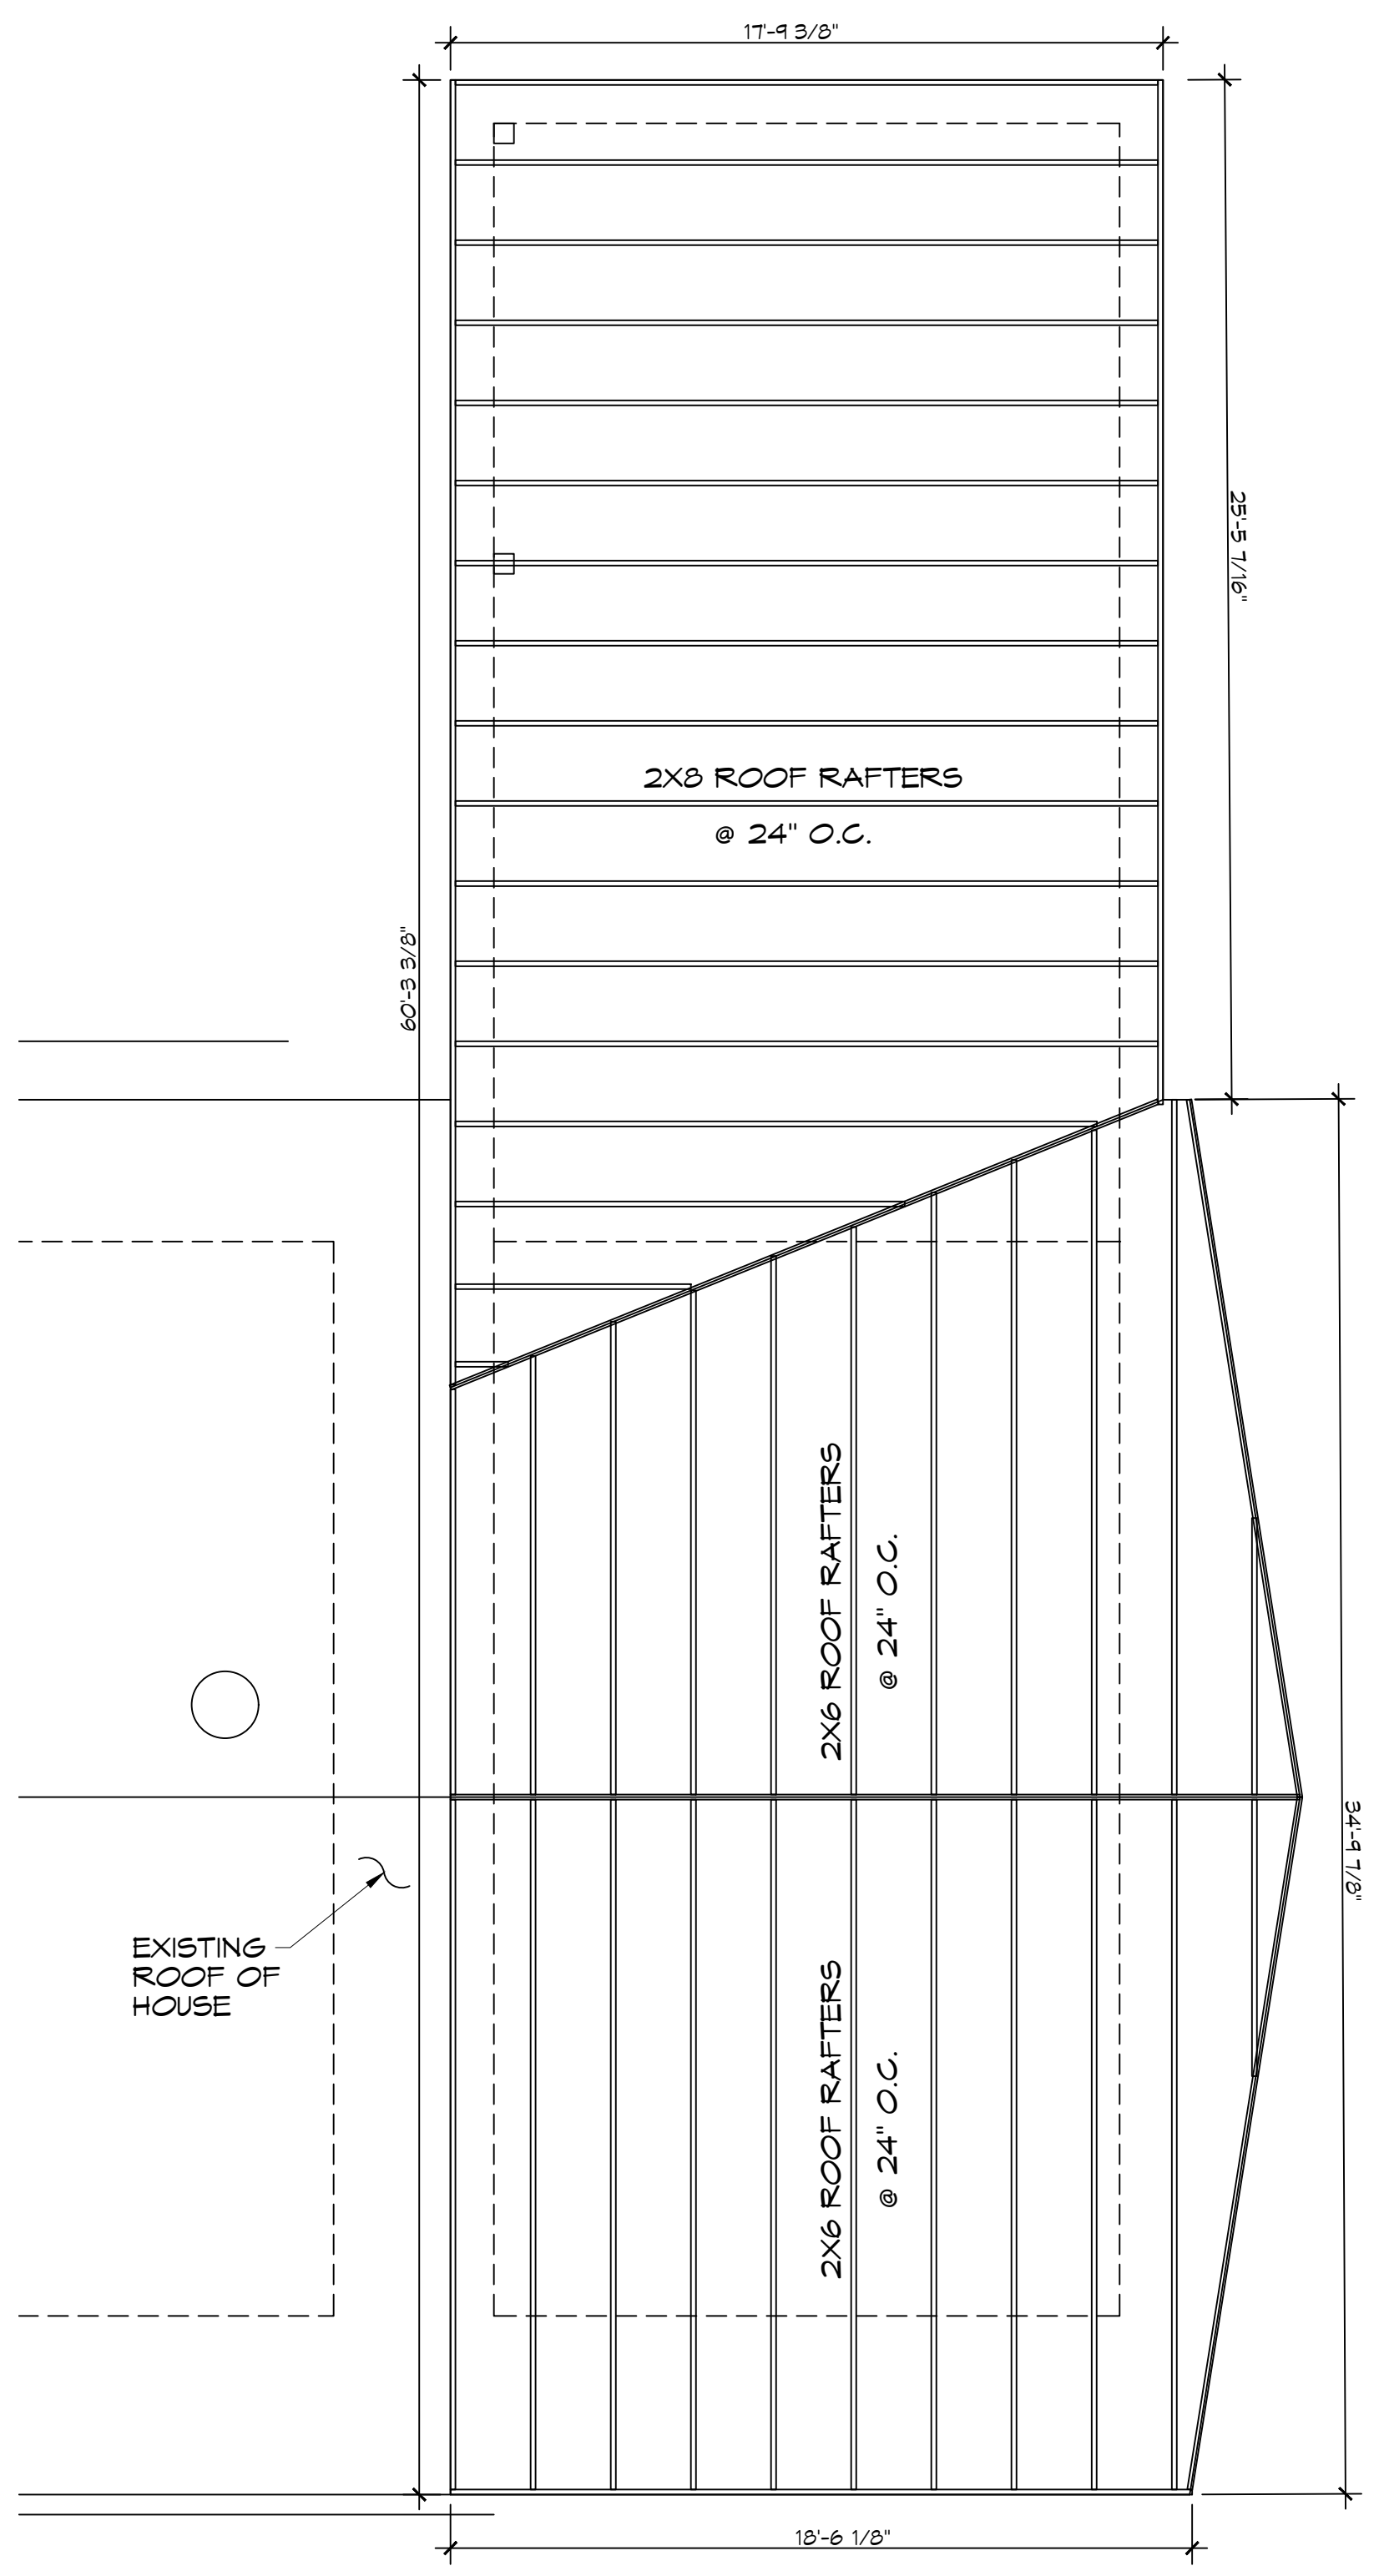 17'-9 3/8"
25'-5 7/16"
2X8 ROOF RAFTERS
@ 24" O.C.
60'-3 3/8"
2X6 ROOF RAFTERS
@ 24" O.C.
34'-9 7/8"
EXISTING
ROOF OF
HOUSE
2X6 ROOF RAFTERS
@ 24" O.C.
18'-6 1/8"